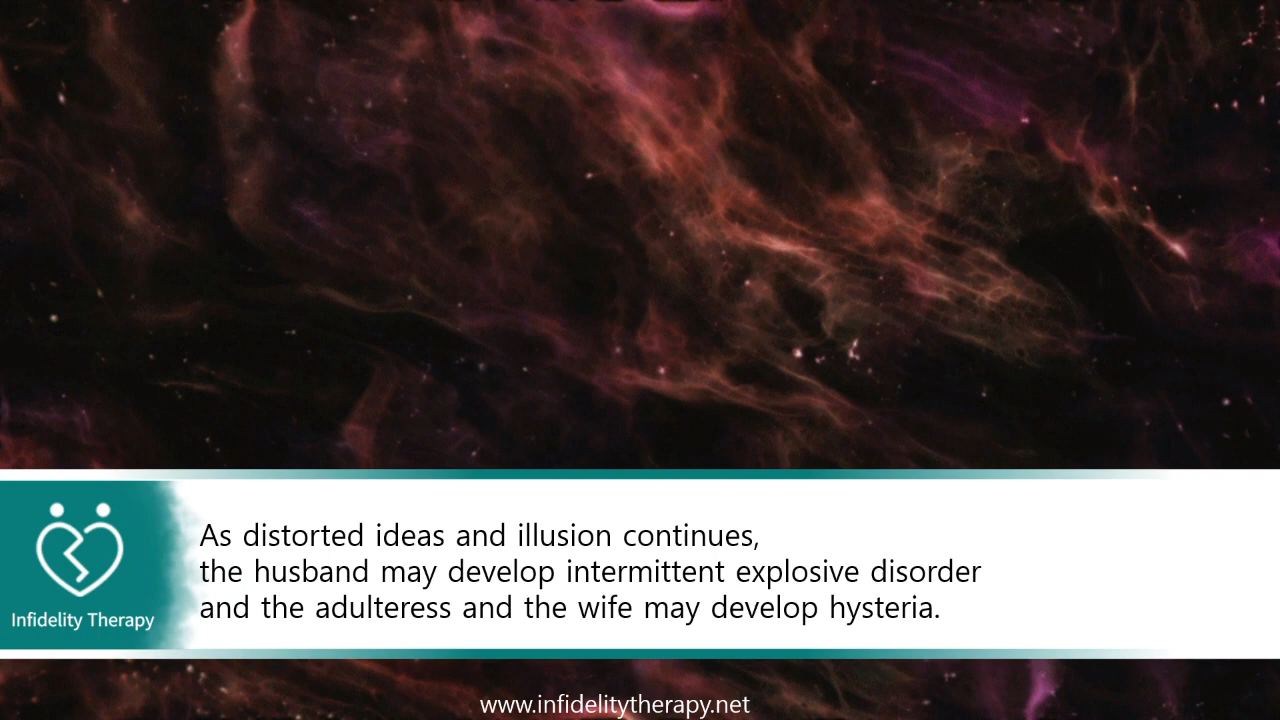 As distorted ideas and illusion continues,
the husband may develop intermittent explosive disorder
and the adulteress and the wife may develop hysteria.
Infidelity Therapy
www.infidelitytherapy.net